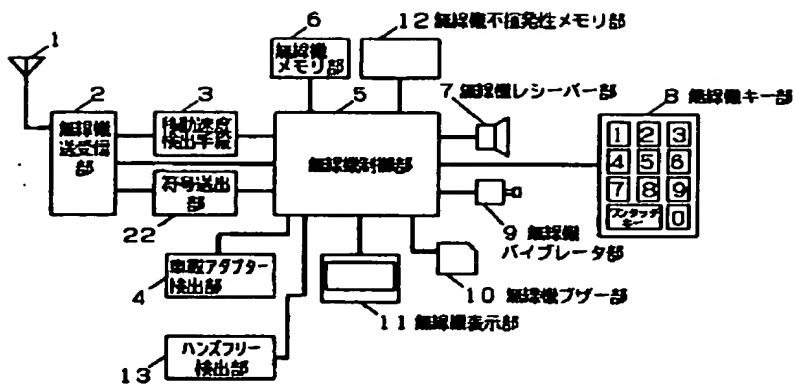 1
2
無線機
送受信
部
3
移動速度
検出手段
符号送出
部
22
6
無線機
メモリ部
12 無線機不揮発性メモリ部
5
無線機制御部
7 無線機レシーバー部
8 無線機キー部
1 2 3
4 5 6
7 8 9
ワンタッチ
キー 0
9 無線機
バイブレータ部
10 無線機ブザー部
11 無線機表示部
4
車載アダプター
検出部
13
ハンズフリー
検出部